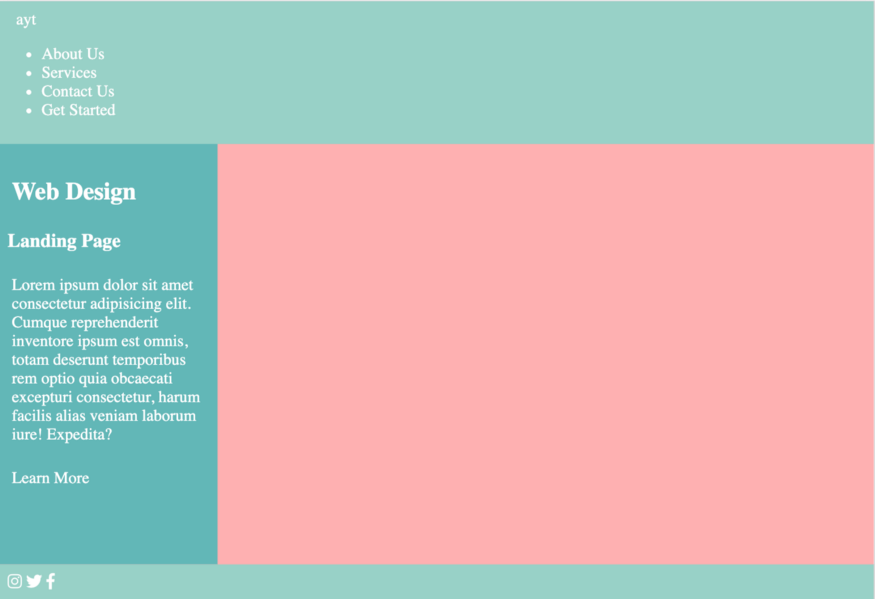 ayt
About Us
Services
Contact Us
Get Started
Web Design
Landing Page
Lorem ipsum dolor sit amet
consectetur adipisicing elit.
Cumque reprehenderit
inventore ipsum est omnis,
totam deserunt temporibus
rem optio quia obcaecati
excepturi consectetur, harum
facilis alias veniam laborum
iure! Expedita?
Learn More